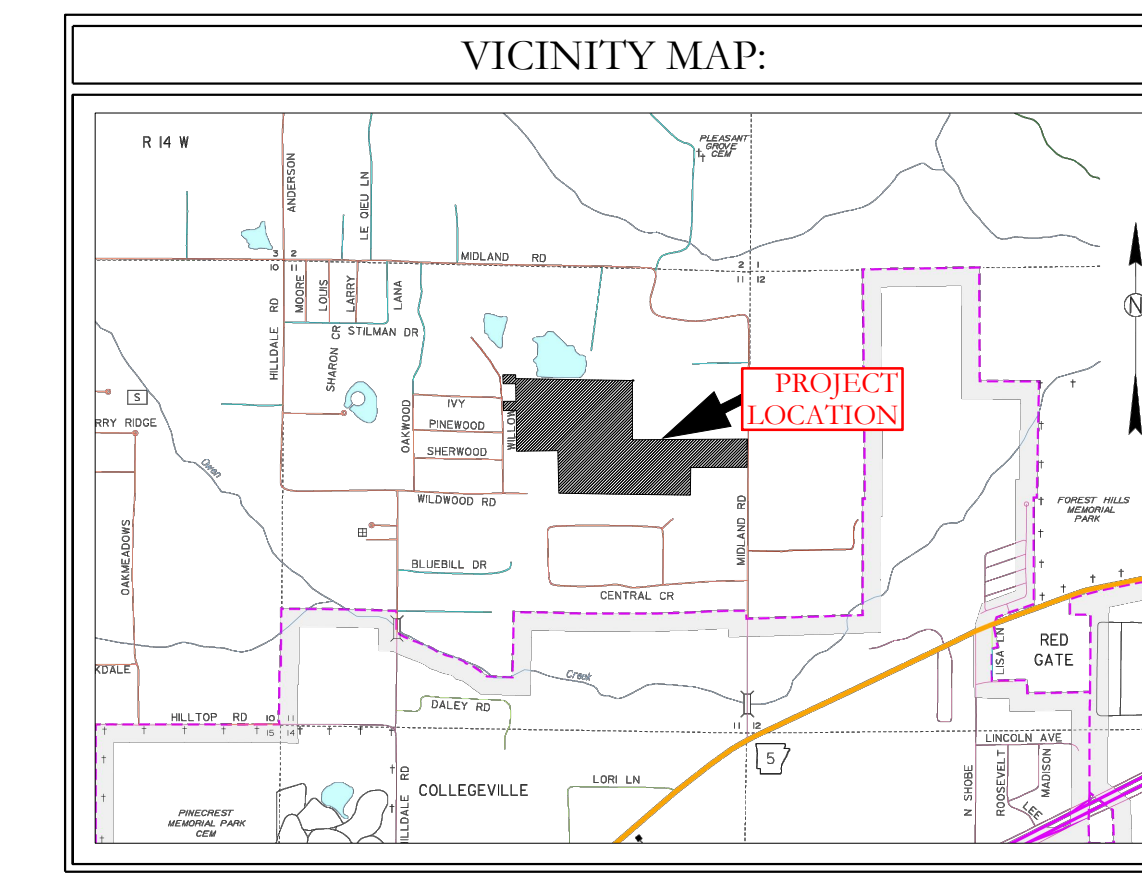 VICINITY MAP:
R 14 W
PLEASANT
GROVE
CEM
ANDERSON
LE QIEU LN
3 2
10 11
MIDLAND RD
2 1
11 12
HILLDALE RD
MOORE
LOUIS
LARRY
LANA
STILMAN DR
SHARON CR
N
S
PROJECT
LOCATION
RRY RIDGE
OAKWOOD
IVY
PINEWOOD
SHERWOOD
WILLOW
WILDWOOD RD
Owen
OAKMEADOWS
MIDLAND RD
FOREST HILLS
MEMORIAL
PARK
BLUEBILL DR
CENTRAL CR
LISA LN
RED
GATE
KDALE
Creek
DALEY RD
HILLTOP RD
10 11
15 14
11 12
5
LINCOLN AVE
COLLEGEVILLE
LORI LN
N SHOBE
ROOSEVELT
MADISON
LEE
PINECREST
MEMORIAL PARK
CEM
ILLDALE RD